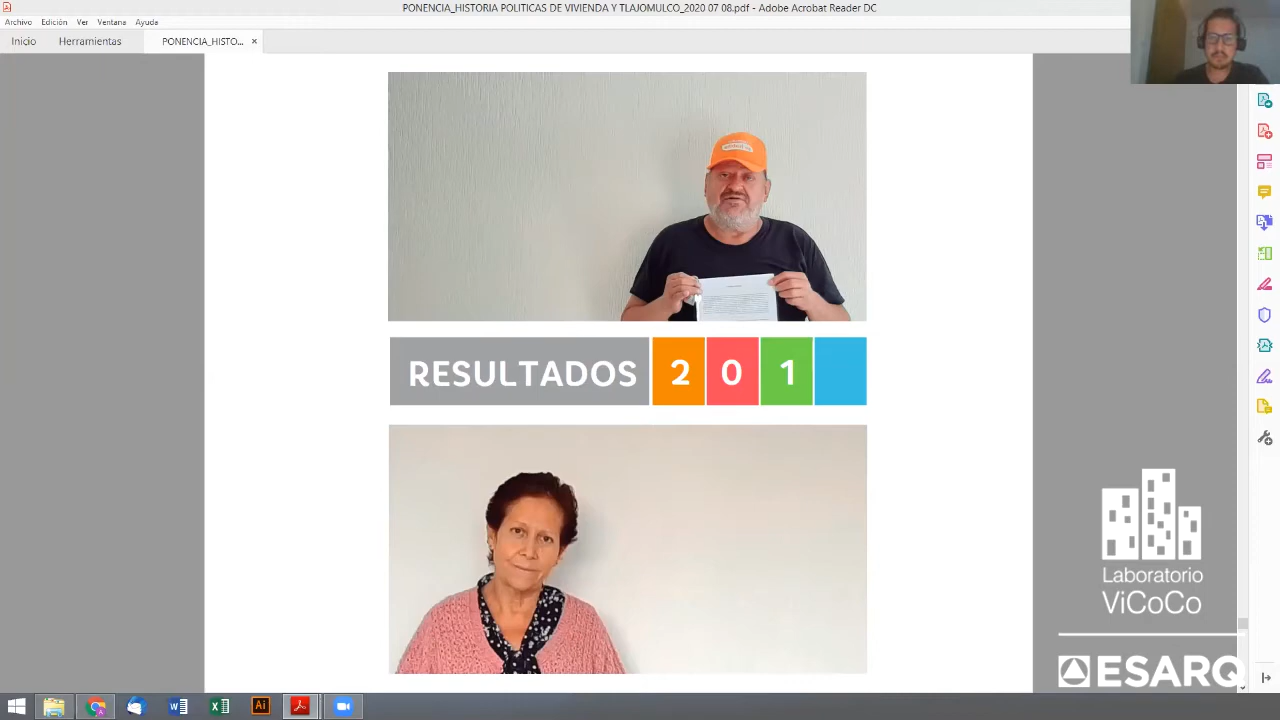 PONENCIA_HISTORIA POLITICAS DE VIVIENDA Y TLAJOMULCO_2020 07 08.pdf - Adobe Acrobat Reader DC
Archivo Edición Ver Ventana Ayuda
Inicio Herramientas PONENCIA_HISTO... ×
RESULTADOS 2 0 1
Laboratorio
ViCoCo
ESARQ
Ai